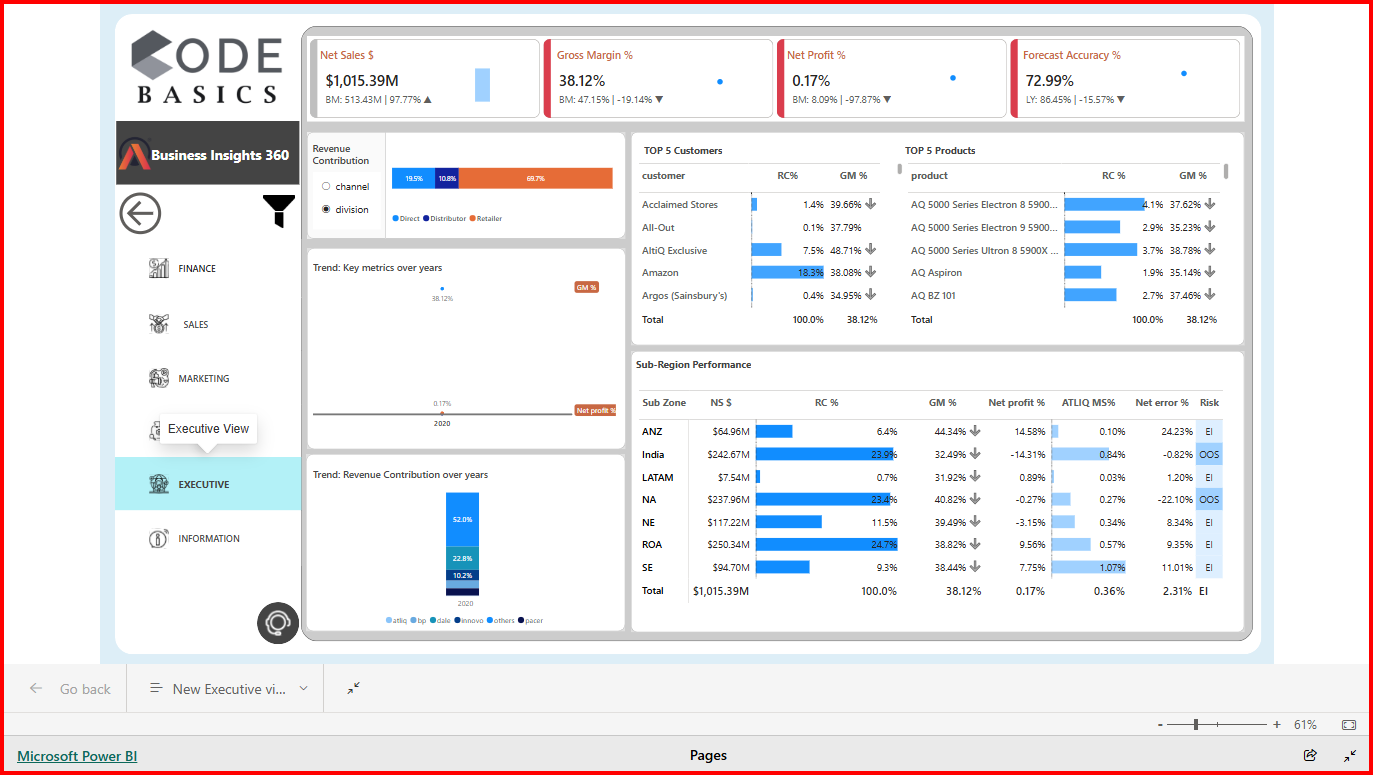 CODE
BASICS
Business Insights 360
FINANCE
SALES
MARKETING
Executive View
EXECUTIVE
INFORMATION
Net Sales $
$1,015.39M
BM: 513.43M | 97.77% ▲
Gross Margin %
38.12%
BM: 47.15% | -19.14% ▼
Net Profit %
0.17%
BM: 8.09% | -97.87% ▼
Forecast Accuracy %
72.99%
LY: 86.45% | -15.57% ▼
Revenue
Contribution
channel
division
19.5% 10.8% 69.7%
Direct Distributor Retailer
Trend: Key metrics over years
GM %
38.12%
0.17%
Net profit %
2020
Trend: Revenue Contribution over years
52.0%
22.8%
10.2%
2020
atliq bp dale innovo others pacer
TOP 5 Customers
customer RC% GM %
Acclaimed Stores 1.4% 39.66%
All-Out 0.1% 37.79%
AltiQ Exclusive 7.5% 48.71%
Amazon 18.3% 38.08%
Argos (Sainsbury's) 0.4% 34.95%
Total 100.0% 38.12%
TOP 5 Products
product RC % GM %
AQ 5000 Series Electron 8 5900... 4.1% 37.62%
AQ 5000 Series Electron 9 5900... 2.9% 35.23%
AQ 5000 Series Ultron 8 5900X ... 3.7% 38.78%
AQ Aspiron 1.9% 35.14%
AQ BZ 101 2.7% 37.46%
Total 100.0% 38.12%
Sub-Region Performance
Sub Zone NS $ RC % GM % Net profit % ATLIQ MS% Net error % Risk
ANZ $64.96M 6.4% 44.34% 14.58% 0.10% 24.23% EI
India $242.67M 23.9% 32.49% -14.31% 0.84% -0.82% OOS
LATAM $7.54M 0.7% 31.92% 0.89% 0.03% 1.20% EI
NA $237.96M 23.4% 40.82% -0.27% 0.27% -22.10% OOS
NE $117.22M 11.5% 39.49% -3.15% 0.34% 8.34% EI
ROA $250.34M 24.7% 38.82% 9.56% 0.57% 9.35% EI
SE $94.70M 9.3% 38.44% 7.75% 1.07% 11.01% EI
Total $1,015.39M 100.0% 38.12% 0.17% 0.36% 2.31% EI
Go back
New Executive vi...
- + 61%
Microsoft Power BI
Pages